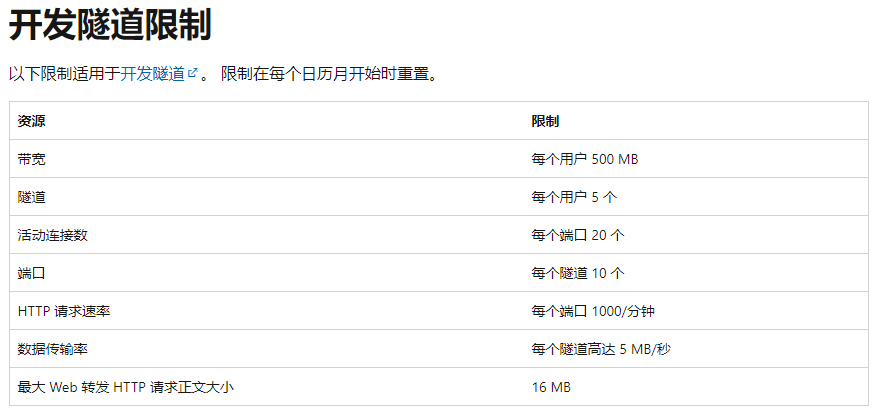 开发隧道限制
以下限制适用于开发隧道。 限制在每个日历月开始时重置。
资源 限制
带宽 每个用户 500 MB
隧道 每个用户 5 个
活动连接数 每个端口 20 个
端口 每个隧道 10 个
HTTP 请求速率 每个端口 1000/分钟
数据传输率 每个隧道高达 5 MB/秒
最大 Web 转发 HTTP 请求正文大小 16 MB